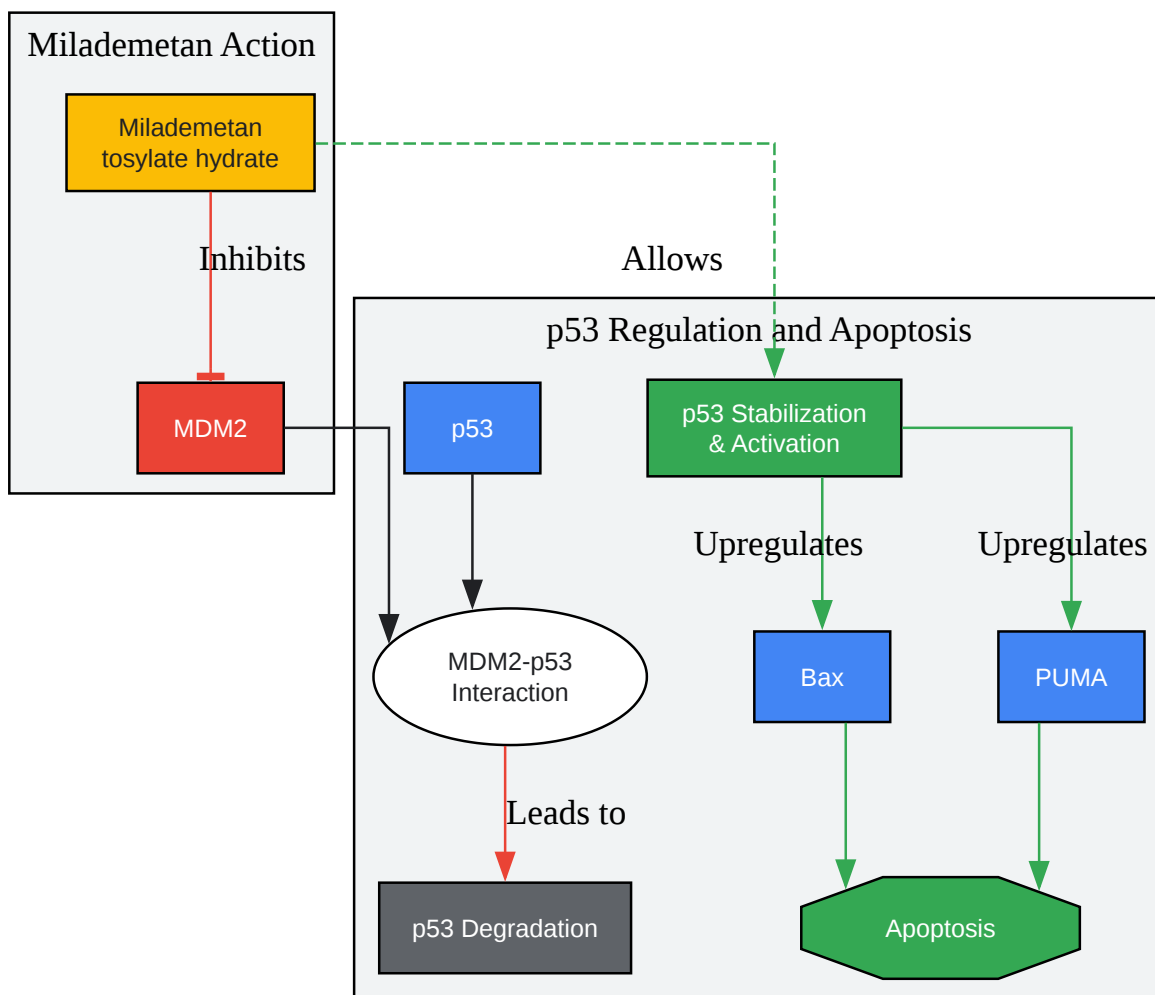 Milademetan Action
Milademetan
tosylate hydrate
Inhibits
Allows
p53 Regulation and Apoptosis
MDM2
p53
p53 Stabilization
& Activation
Upregulates
Upregulates
MDM2-p53
Interaction
Bax
PUMA
Leads to
p53 Degradation
Apoptosis